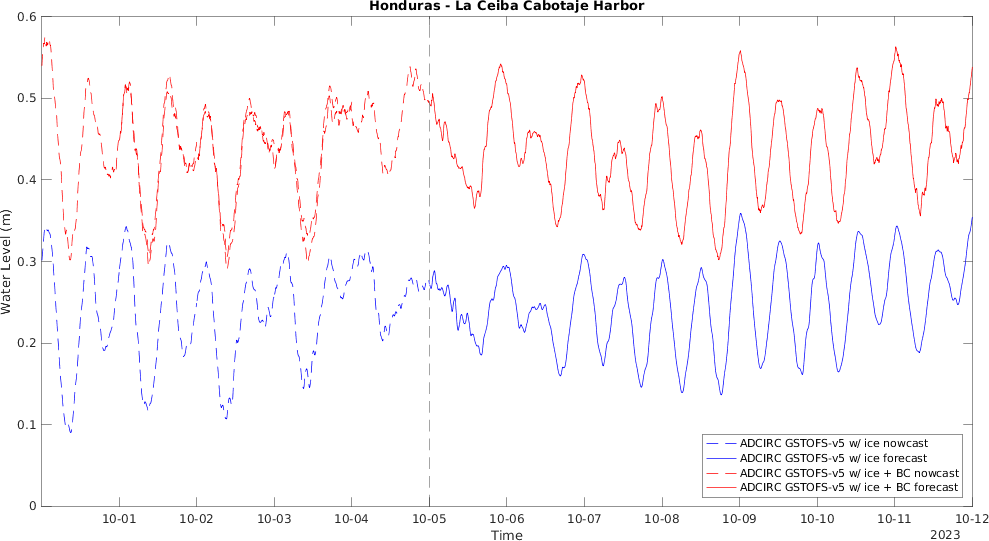 Honduras - La Ceiba Cabotaje Harbor
0.6
0.5
0.4
0.3
0.2
0.1
0
Water Level (m)
ADCIRC GSTOFS-v5 w/ ice nowcast
ADCIRC GSTOFS-v5 w/ ice forecast
ADCIRC GSTOFS-v5 w/ ice + BC nowcast
ADCIRC GSTOFS-v5 w/ ice + BC forecast
10-01 10-02 10-03 10-04 10-05 10-06 10-07 10-08 10-09 10-10 10-11 10-12
Time
2023